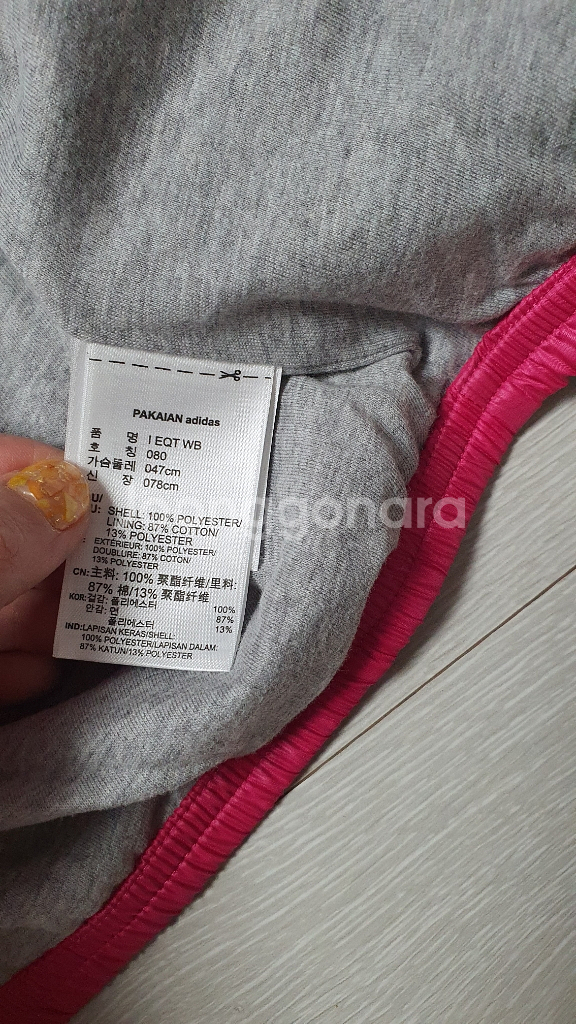 PAKAIAN adidas
품 명 I EQT WB
호 칭 080
가슴둘레 047cm
신 장 078cm
U/
U: SHELL: 100% POLYESTER/
LINING: 87% COTTON/
13% POLYESTER
: EXTÉRIEUR: 100% POLYESTER/
DOUBLURE: 87% COTON/
13% POLYESTER
CN:主料: 100% 聚酯纤维/里料:
87% 棉/13% 聚酯纤维
KOR:겉감: 폴리에스터 100%
안감: 면 87%
폴리에스터 13%
IND:LAPISAN KERAS/SHELL:
100% POLYESTER/LAPISAN DALAM:
87% KATUN/13% POLYESTER
ggonara